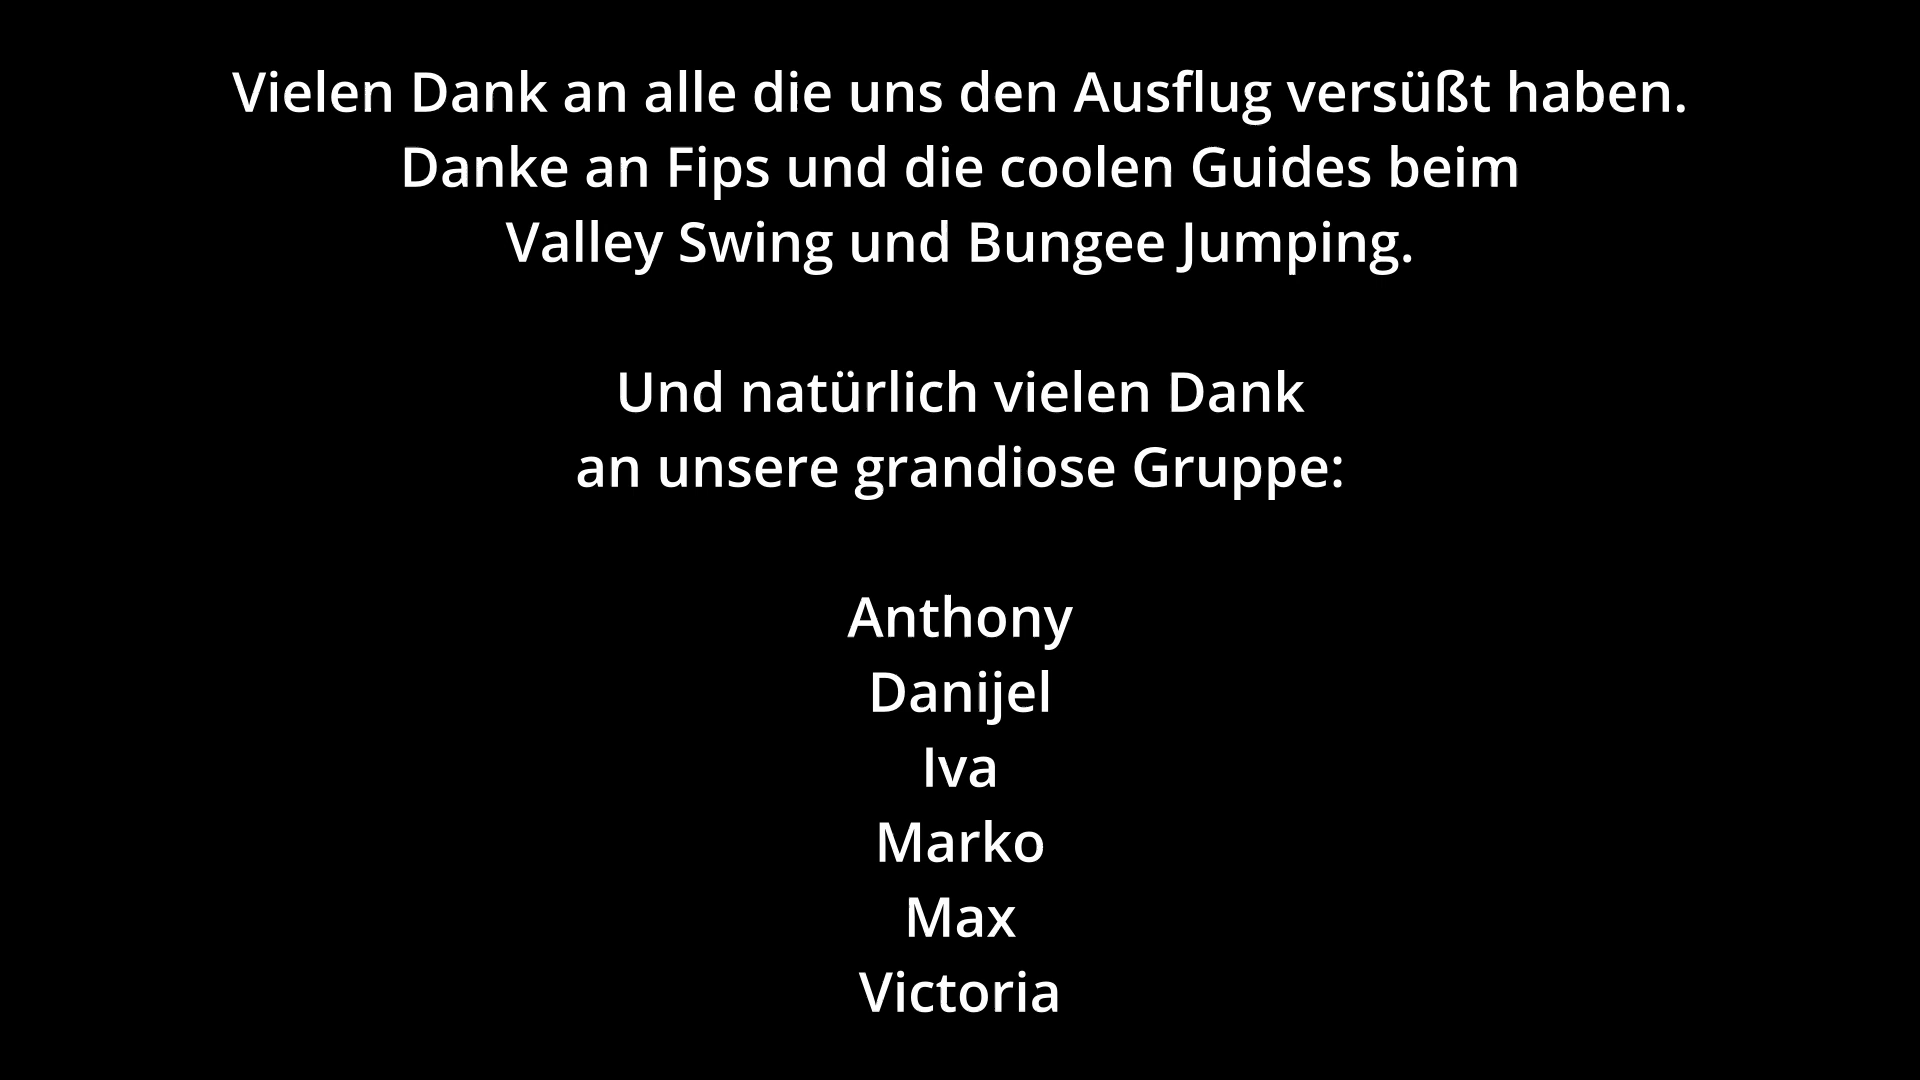 Vielen Dank an alle die uns den Ausflug versüßt haben.
Danke an Fips und die coolen Guides beim
Valley Swing und Bungee Jumping.
Und natürlich vielen Dank
an unsere grandiose Gruppe:
Anthony
Danijel
Iva
Marko
Max
Victoria